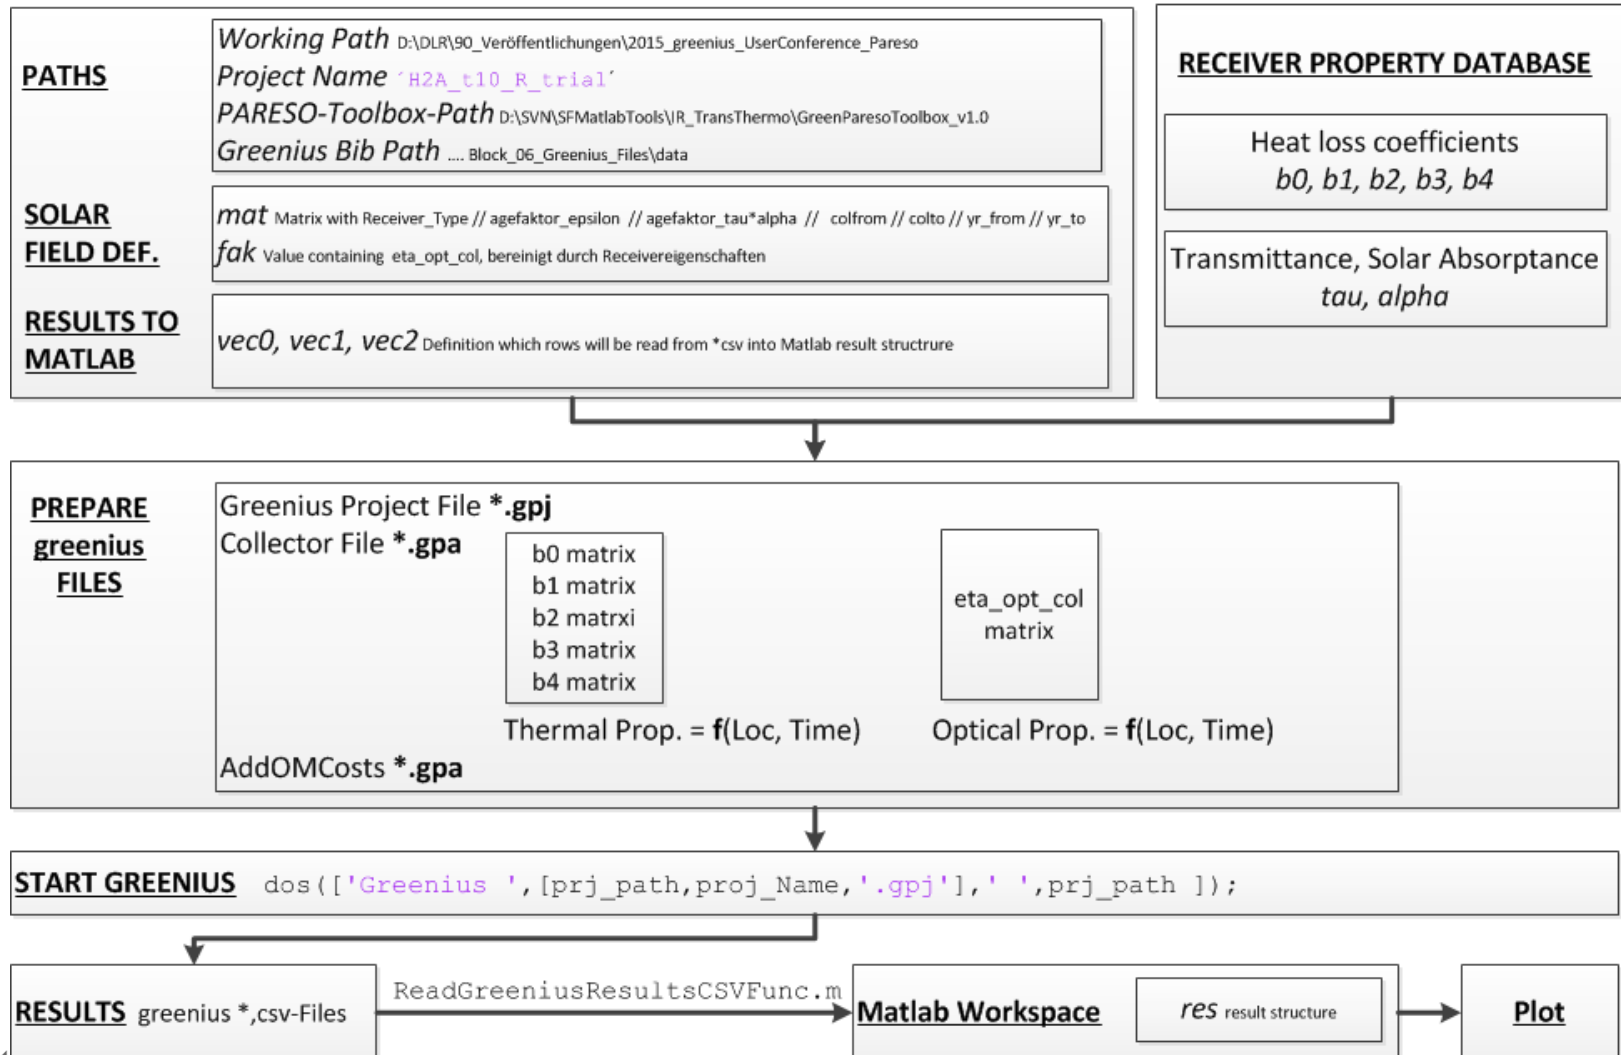 PATHS
Working Path D:\DLR\90_Veröffentlichungen\2015_greenius_UserConference_Pareso
Project Name ´H2A_t10_R_trial´
PARESO-Toolbox-Path D:\SVN\SFMatlabTools\IR_TransThermo\GreenParesoToolbox_v1.0
Greenius Bib Path .... Block_06_Greenius_Files\data
SOLAR
FIELD DEF.
mat Matrix with Receiver_Type // agefaktor_epsilon // agefaktor_tau*alpha // colfrom // colto // yr_from // yr_to
fak Value containing eta_opt_col, bereinigt durch Receivereigenschaften
RESULTS TO
MATLAB
vec0, vec1, vec2 Definition which rows will be read from *csv into Matlab result structrure
RECEIVER PROPERTY DATABASE
Heat loss coefficients
b0, b1, b2, b3, b4
Transmittance, Solar Absorptance
tau, alpha
PREPARE
greenius
FILES
Greenius Project File *.gpj
Collector File *.gpa
b0 matrix
b1 matrix
b2 matrxi
b3 matrix
b4 matrix
Thermal Prop. = f(Loc, Time)
eta_opt_col
matrix
Optical Prop. = f(Loc, Time)
AddOMCosts *.gpa
START GREENIUS dos(['Greenius ',[prj_path,proj_Name,'.gpj'],' ',prj_path ]);
RESULTS greenius *,csv-Files
ReadGreeniusResultsCSVFunc.m
Matlab Workspace
res result structure
Plot